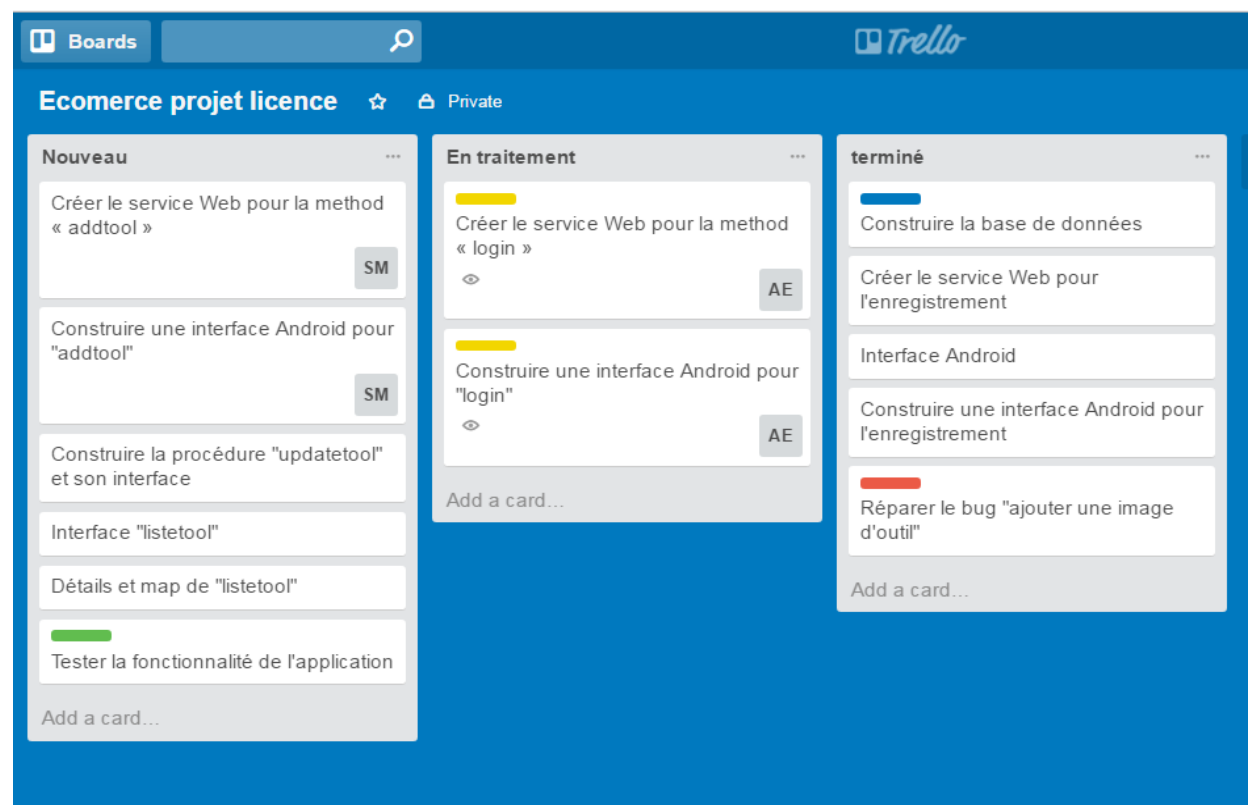 Boards
Trello
Ecomerce projet licence
Private
Nouveau
Créer le service Web pour la method
« addtool »
SM
Construire une interface Android pour
"addtool"
SM
Construire la procédure "updatetool"
et son interface
Interface "listetool"
Détails et map de "listetool"
Tester la fonctionnalité de l'application
Add a card...
En traitement
Créer le service Web pour la method
« login »
AE
Construire une interface Android pour
"login"
AE
Add a card...
terminé
Construire la base de données
Créer le service Web pour
l'enregistrement
Interface Android
Construire une interface Android pour
l'enregistrement
Réparer le bug "ajouter une image
d'outil"
Add a card...